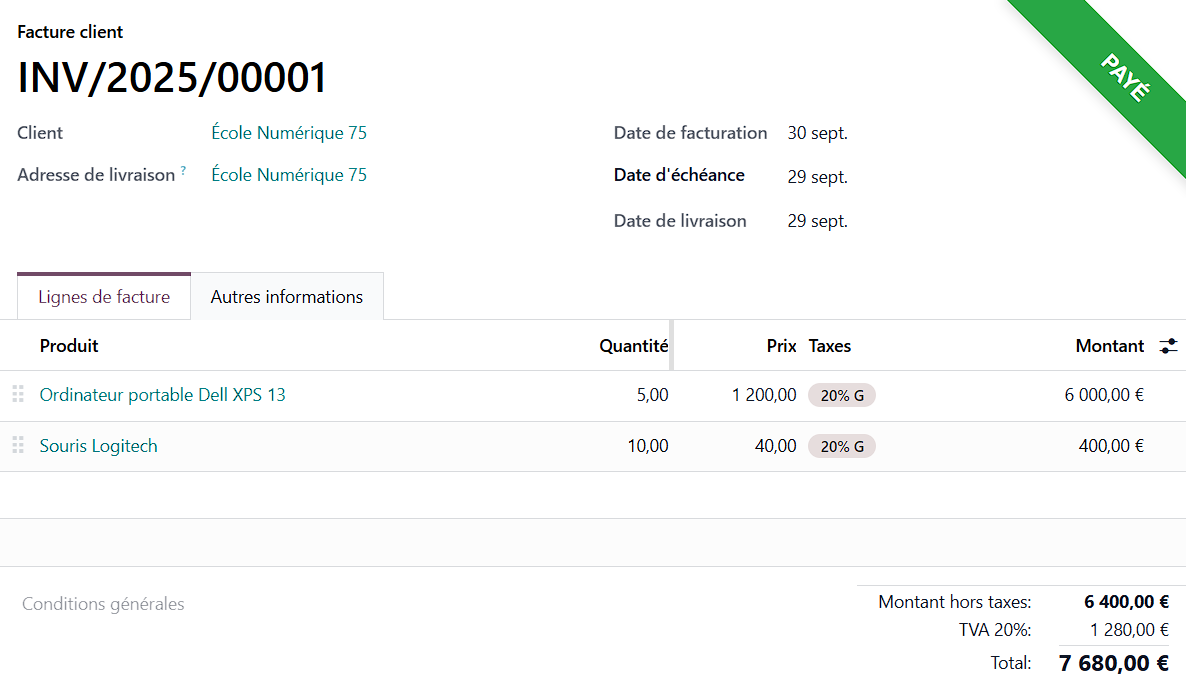 Facture client
PAYÉ
INV/2025/00001
Client École Numérique 75 Date de facturation 30 sept.
Adresse de livraison ? École Numérique 75 Date d'échéance 29 sept.
Date de livraison 29 sept.
Lignes de facture Autres informations
Produit Quantité Prix Taxes Montant
Ordinateur portable Dell XPS 13 5,00 1 200,00 20% G 6 000,00 €
Souris Logitech 10,00 40,00 20% G 400,00 €
Conditions générales Montant hors taxes: 6 400,00 €
TVA 20%: 1 280,00 €
Total: 7 680,00 €